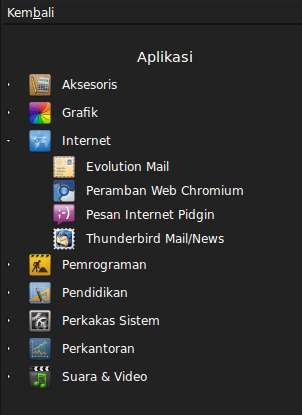 Kembali
Aplikasi
Aksesoris
Grafik
Internet
Evolution Mail
Peramban Web Chromium
Pesan Internet Pidgin
Thunderbird Mail/News
Pemrograman
Pendidikan
Perkakas Sistem
Perkantoran
Suara & Video